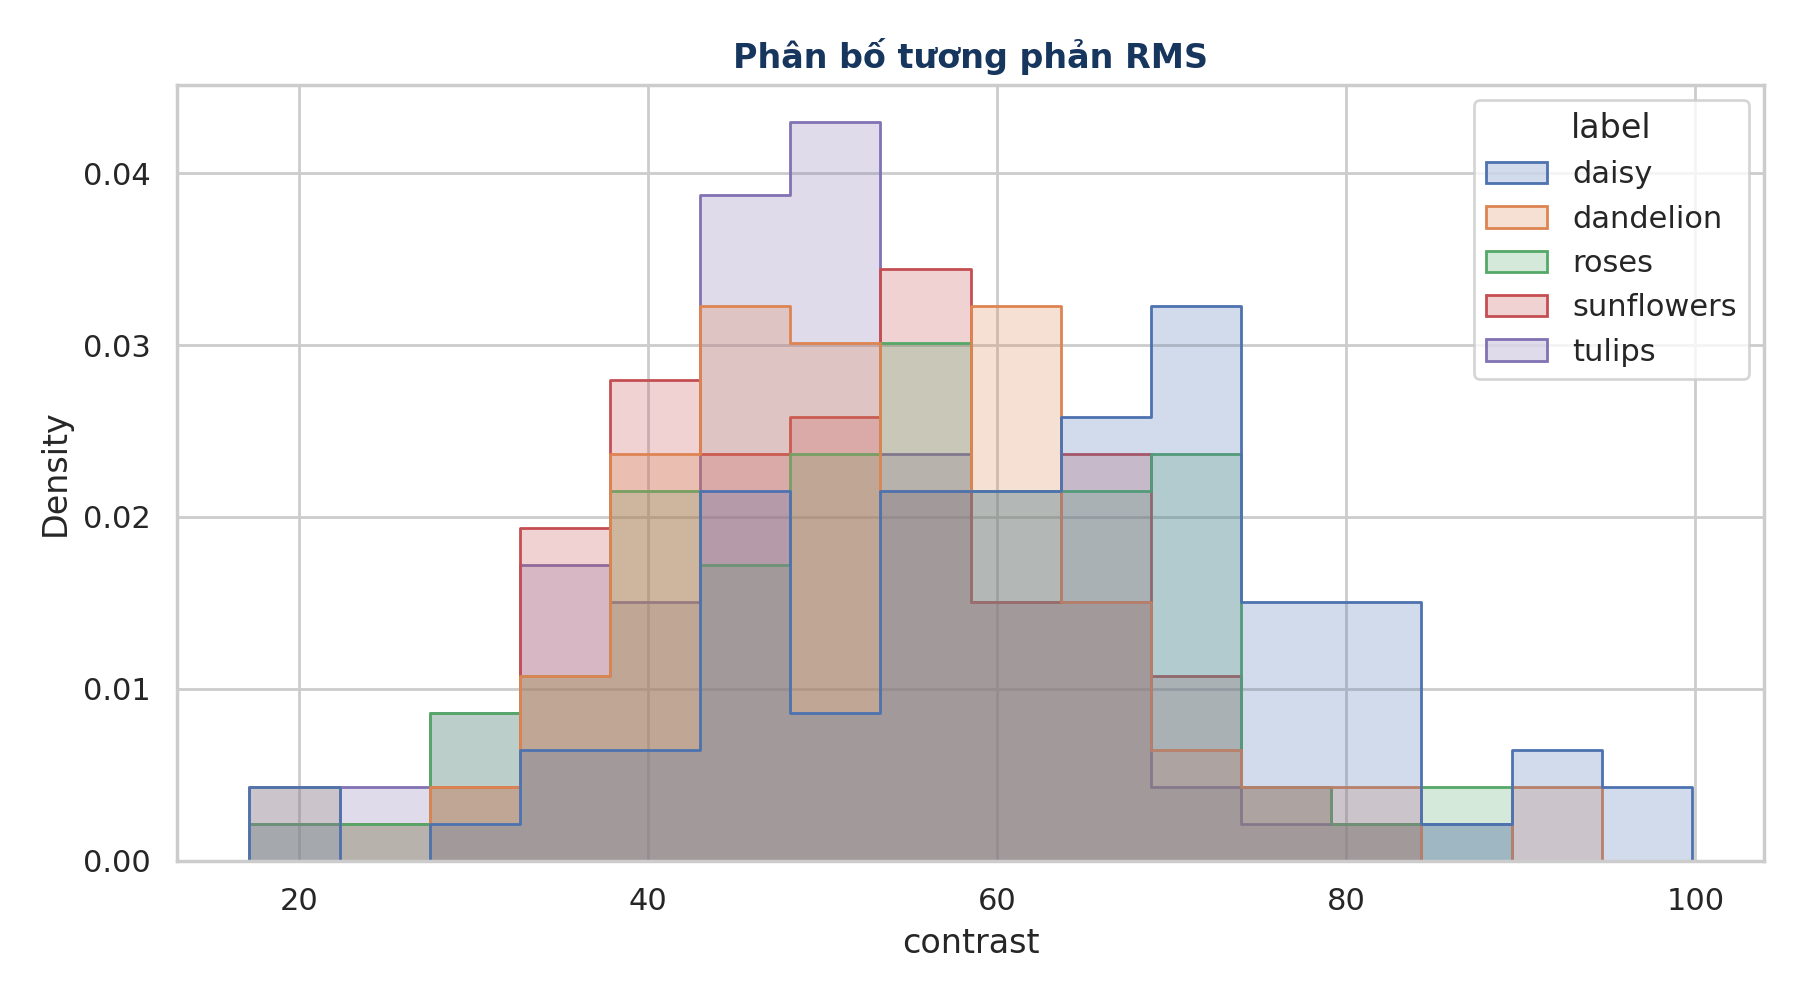 Phân bố tương phản RMS
label
daisy
dandelion
roses
sunflowers
tulips
Density
0.04
0.03
0.02
0.01
0.00
20 40 60 80 100
contrast